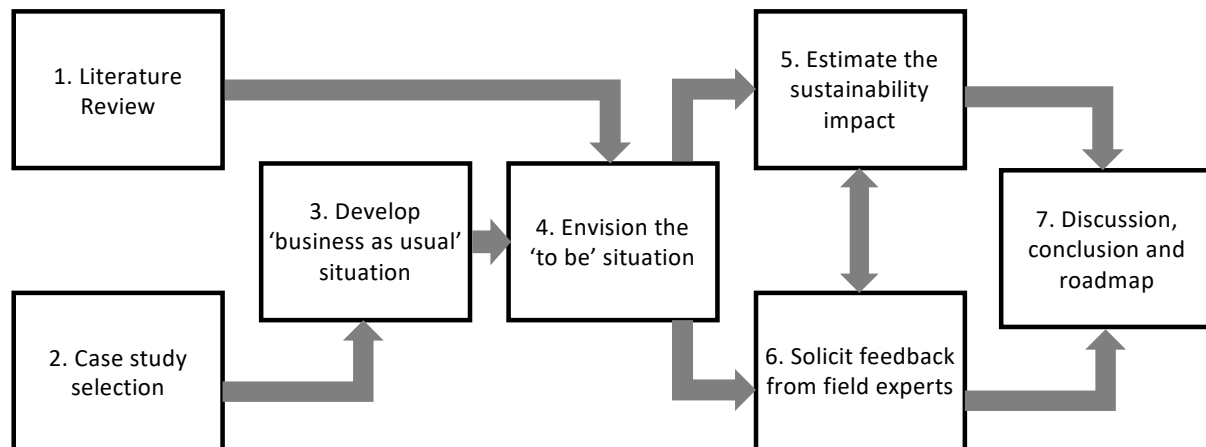 1. Literature
Review
2. Case study
selection
3. Develop
‘business as usual’
situation
4. Envision the
‘to be’ situation
5. Estimate the
sustainability
impact
6. Solicit feedback
from field experts
7. Discussion,
conclusion and
roadmap